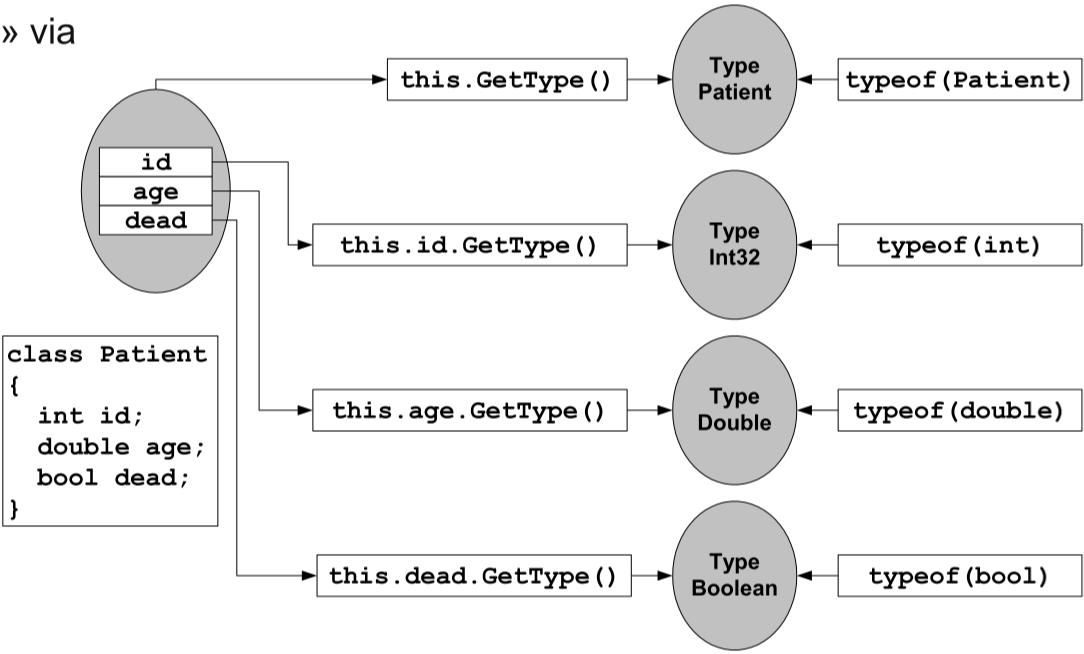 » via
this.GetType()
Type
Patient
typeof(Patient)
id
age
dead
this.id.GetType()
Type
Int32
typeof(int)
class Patient
{
  int id;
  double age;
  bool dead;
}
this.age.GetType()
Type
Double
typeof(double)
this.dead.GetType()
Type
Boolean
typeof(bool)